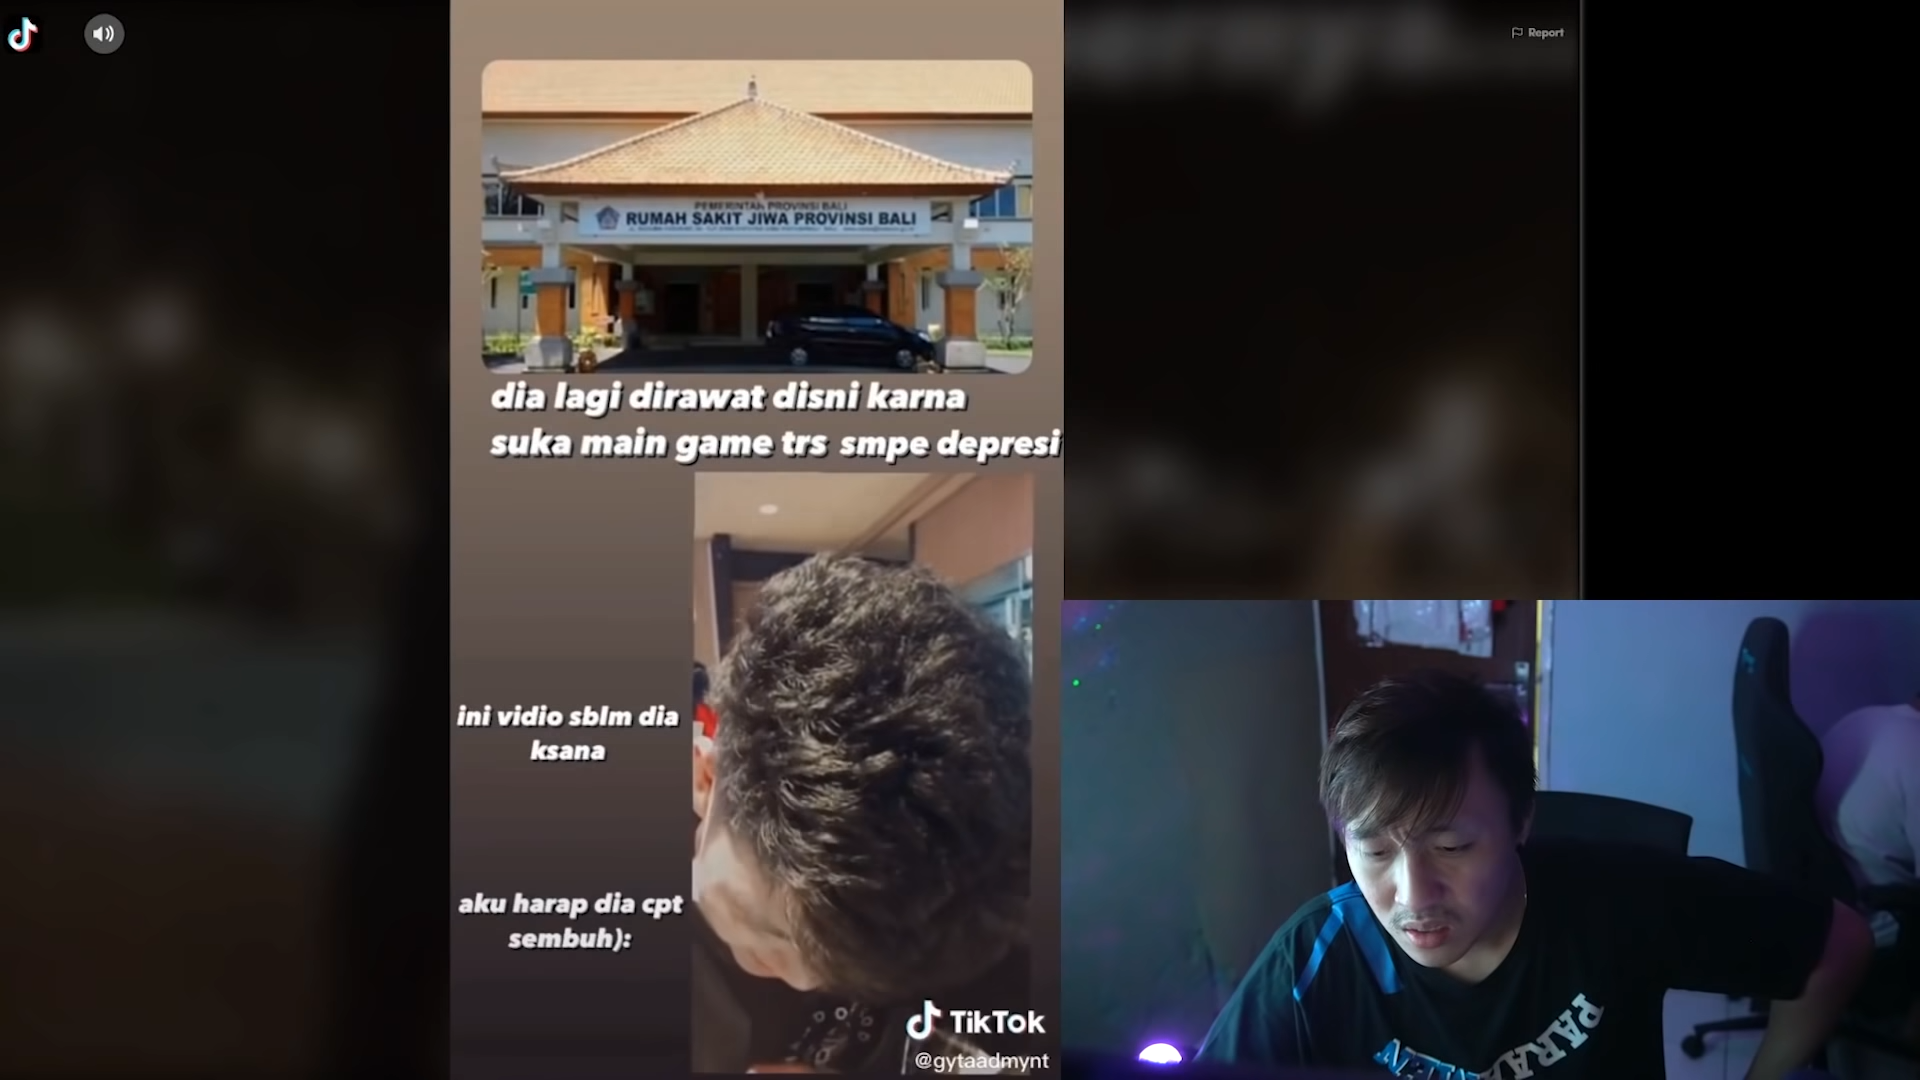 Report
PEMERINTAH PROVINSI BALI
RUMAH SAKIT JIWA PROVINSI BALI
dia lagi dirawat disni karna
suka main game trs smpe depresi
ini vidio sblm dia
ksana
aku harap dia cpt
sembuh):
TikTok
@gytaadmynt